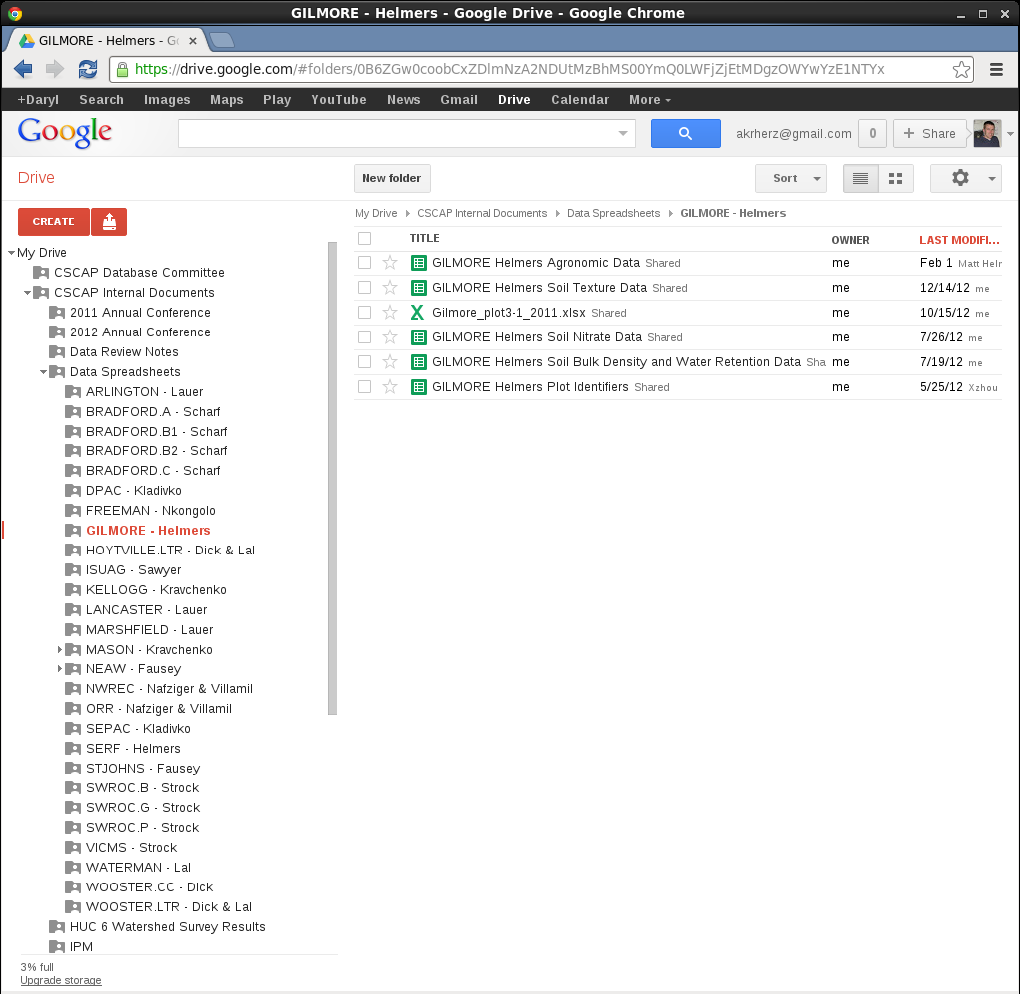 GILMORE - Helmers - Google Drive - Google Chrome
GILMORE - Helmers - Go
https://drive.google.com/#folders/0B6ZGw0coobCxZDlmNzA2NDUtMzBhMS00YmQ0LWFjZjEtMDgzOWYwYzE1NTYx
+Daryl Search Images Maps Play YouTube News Gmail Drive Calendar More
Google akrherz@gmail.com 0 + Share
Drive New folder Sort
CREATE
My Drive CSCAP Internal Documents Data Spreadsheets GILMORE - Helmers
TITLE OWNER LAST MODIFI...
GILMORE Helmers Agronomic Data Shared me Feb 1 Matt Helr
GILMORE Helmers Soil Texture Data Shared me 12/14/12 me
Gilmore_plot3-1_2011.xlsx Shared me 10/15/12 me
GILMORE Helmers Soil Nitrate Data Shared me 7/26/12 me
GILMORE Helmers Soil Bulk Density and Water Retention Data Sha me 7/19/12 me
GILMORE Helmers Plot Identifiers Shared me 5/25/12 Xzhou
My Drive
CSCAP Database Committee
CSCAP Internal Documents
2011 Annual Conference
2012 Annual Conference
Data Review Notes
Data Spreadsheets
ARLINGTON - Lauer
BRADFORD.A - Scharf
BRADFORD.B1 - Scharf
BRADFORD.B2 - Scharf
BRADFORD.C - Scharf
DPAC - Kladivko
FREEMAN - Nkongolo
GILMORE - Helmers
HOYTVILLE.LTR - Dick & Lal
ISUAG - Sawyer
KELLOGG - Kravchenko
LANCASTER - Lauer
MARSHFIELD - Lauer
MASON - Kravchenko
NEAW - Fausey
NWREC - Nafziger & Villamil
ORR - Nafziger & Villamil
SEPAC - Kladivko
SERF - Helmers
STJOHNS - Fausey
SWROC.B - Strock
SWROC.G - Strock
SWROC.P - Strock
VICMS - Strock
WATERMAN - Lal
WOOSTER.CC - Dick
WOOSTER.LTR - Dick & Lal
HUC 6 Watershed Survey Results
IPM
3% full
Upgrade storage